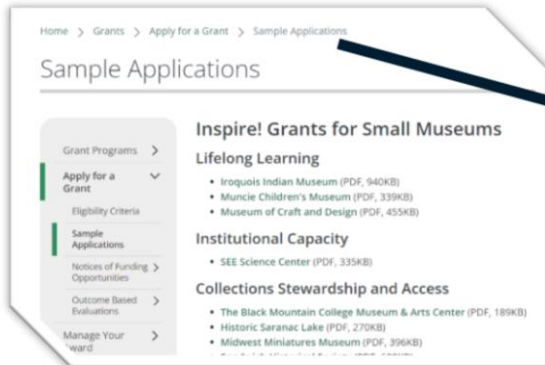 Home > Grants > Apply for a Grant > Sample Applications
Sample Applications
Grant Programs >
Apply for a
Grant
Eligibility Criteria
Sample
Applications
Notices of Funding >
Opportunities
Outcome Based >
Evaluations
Manage Your >
ward
Inspire! Grants for Small Museums
Lifelong Learning
• Iroquois Indian Museum (PDF, 940KB)
• Muncie Children's Museum (PDF, 339KB)
• Museum of Craft and Design (PDF, 455KB)
Institutional Capacity
• SEE Science Center (PDF, 335KB)
Collections Stewardship and Access
• The Black Mountain College Museum & Arts Center (PDF, 189KB)
• Historic Saranac Lake (PDF, 270KB)
• Midwest Miniatures Museum (PDF, 396KB)